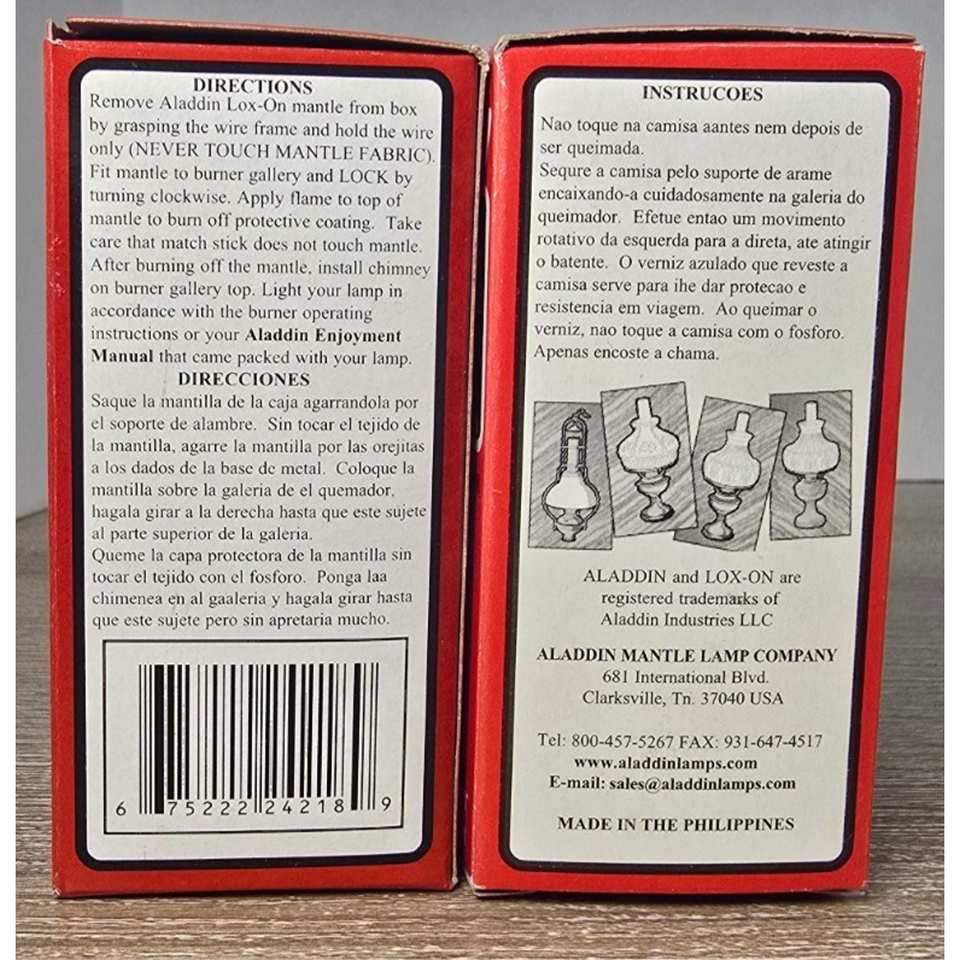 DIRECTIONS
Remove Aladdin Lox-On mantle from box
by grasping the wire frame and hold the wire
only (NEVER TOUCH MANTLE FABRIC).
Fit mantle to burner gallery and LOCK by
turning clockwise. Apply flame to top of
mantle to burn off protective coating. Take
care that match stick does not touch mantle.
After burning off the mantle, install chimney
on burner gallery top. Light your lamp in
accordance with the burner operating
instructions or your Aladdin Enjoyment
Manual that came packed with your lamp.
DIRECCIONES
Saque la mantilla de la caja agarrandola por
el soporte de alambre. Sin tocar el tejido de
la mantilla, agarre la mantilla por las orejitas
a los dados de la base de metal. Coloque la
mantilla sobre la galeria de el quemador,
hagala girar a la derecha hasta que este sujete
al parte superior de la galeria.
Queme la capa protectora de la mantilla sin
tocar el tejido con el fosforo. Ponga laa
chimenea en al gaaleria y hagala girar hasta
que este sujete pero sin apretaria mucho.
6 75222 24218 9
INSTRUCOES
Nao toque na camisa aantes nem depois de
ser queimada.
Sequre a camisa pelo suporte de arame
encaixando-a cuidadosamente na galeria do
queimador. Efetue entao um movimento
rotativo da esquerda para a direta, ate atingir
o batente. O verniz azulado que reveste a
camisa serve para ihe dar protecao e
resistencia em viagem. Ao queimar o
verniz, nao toque a camisa com o fosforo.
Apenas encoste a chama.
ALADDIN and LOX-ON are
registered trademarks of
Aladdin Industries LLC
ALADDIN MANTLE LAMP COMPANY
681 International Blvd.
Clarksville, Tn. 37040 USA
Tel: 800-457-5267 FAX: 931-647-4517
www.aladdinlamps.com
E-mail: sales@aladdinlamps.com
MADE IN THE PHILIPPINES